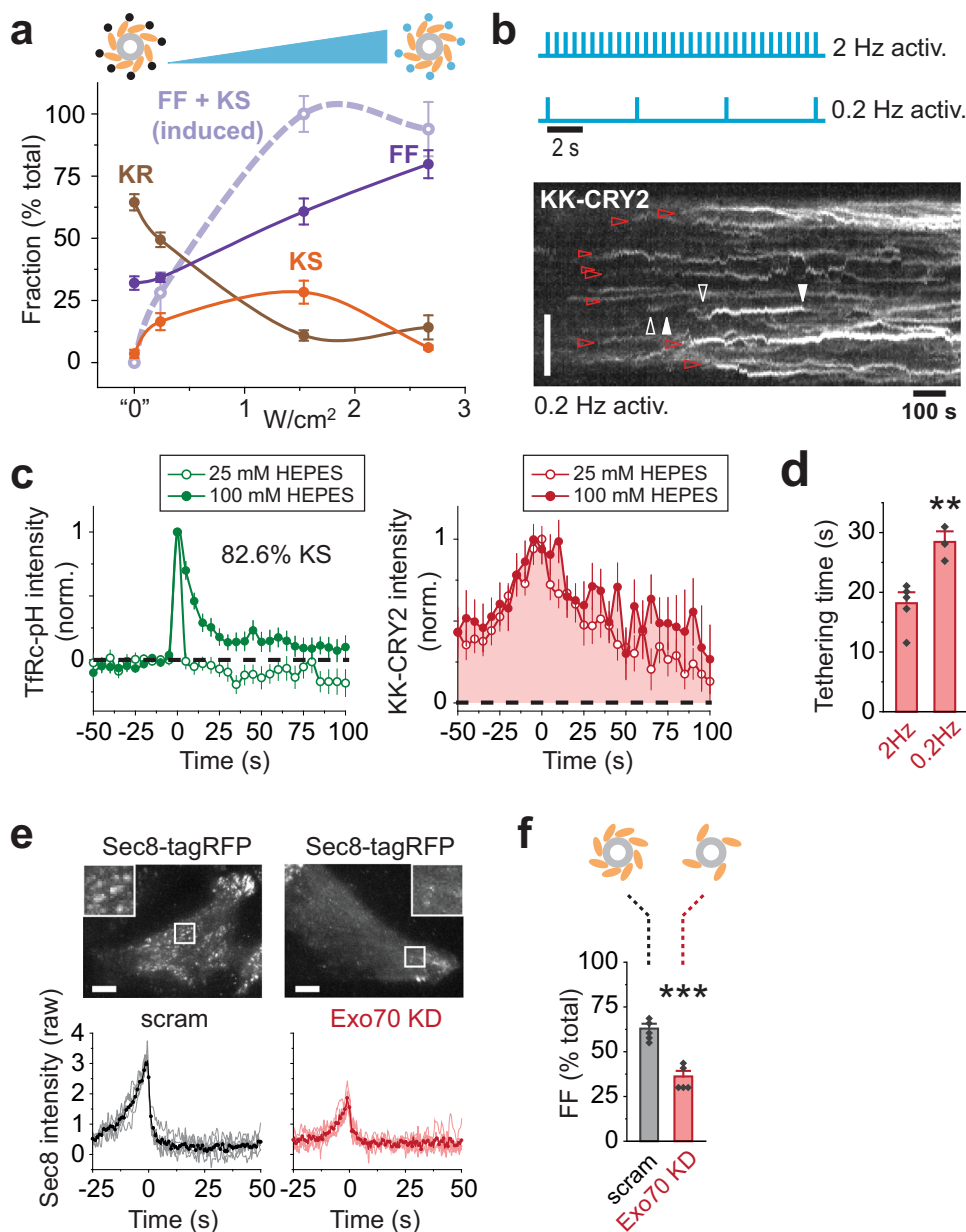 a
FF + KS
(induced)
KR
FF
KS
Fraction (% total)
100
75
50
25
0
“0”
1
2
3
W/cm2
b
2 Hz activ.
0.2 Hz activ.
2 s
KK-CRY2
0.2 Hz activ.
100 s
c
25 mM HEPES
100 mM HEPES
82.6% KS
TfRc-pH intensity
(norm.)
1
0
-50 -25 0 25 50 75 100
Time (s)
25 mM HEPES
100 mM HEPES
KK-CRY2 intensity
(norm.)
1
0
-50 -25 0 25 50 75 100
Time (s)
d
**
Tethering time (s)
30
20
10
0
2Hz
0.2Hz
e
Sec8-tagRFP
Sec8-tagRFP
scram
Exo70 KD
Sec8 intensity (raw)
4
3
2
1
0
-25 0 25 50
Time (s)
-25 0 25 50
Time (s)
f
FF (% total)
100
75
50
25
0
***
scram
Exo70 KD